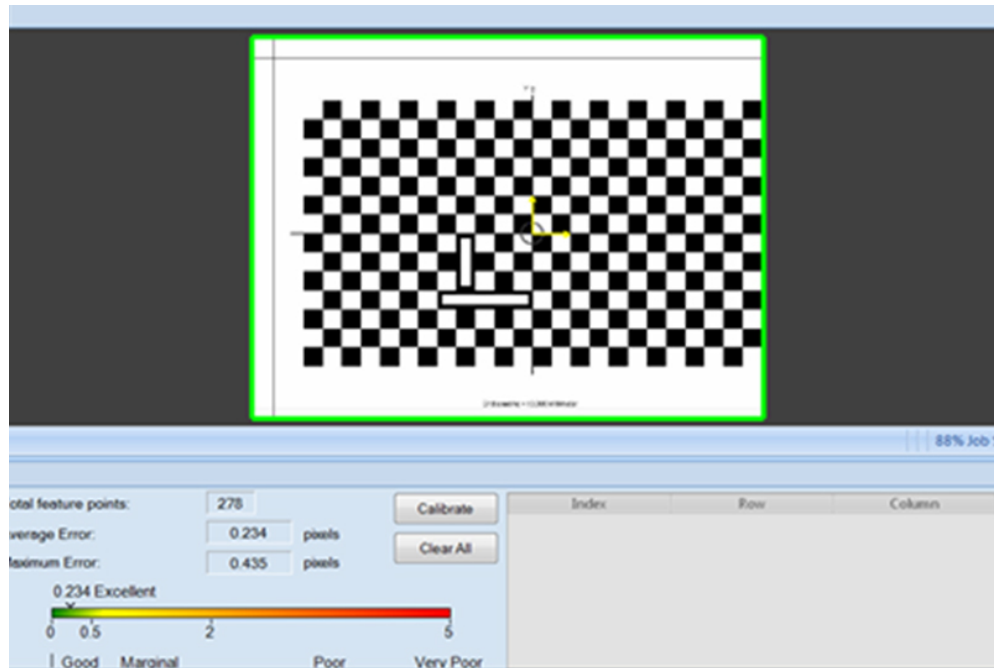 88% Job
otal feature points: 278 Calibrate Index Row Column
verage Error: 0.234 pixels Clear All
aximum Error: 0.435 pixels
0.234 Excellent
0 0.5 2 5
Good Marginal Poor Very Poor